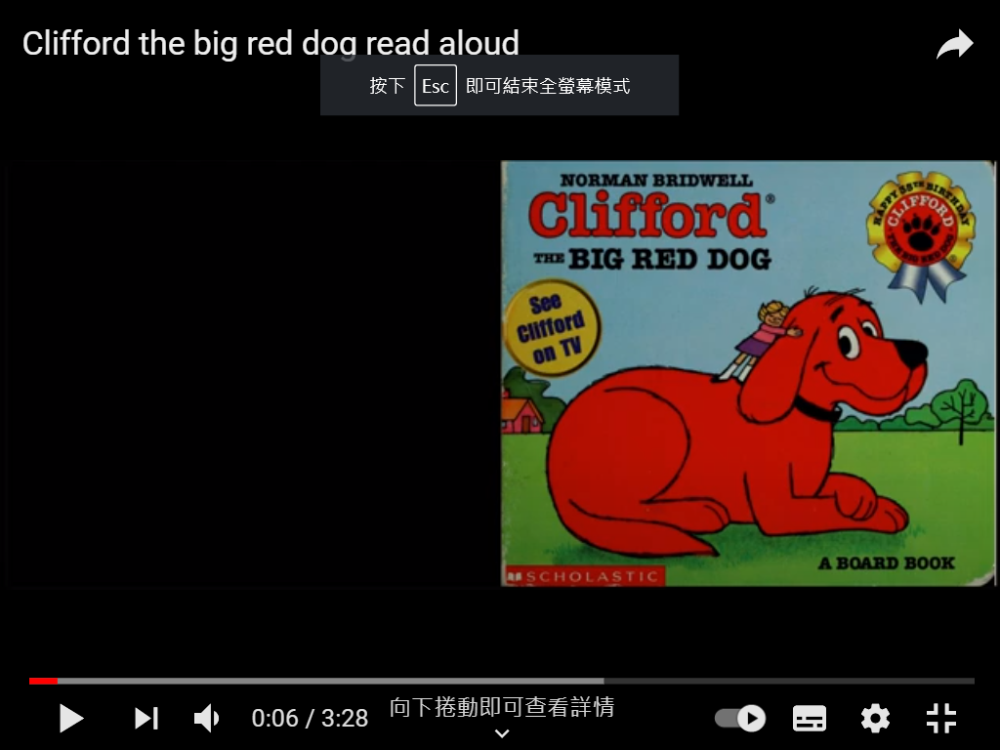 Clifford the big red dog read aloud
按下 Esc 即可結束全螢幕模式
NORMAN BRIDWELL
Clifford®
THE BIG RED DOG
HAPPY 35TH BIRTHDAY
CLIFFORD
THE BIG RED DOG
See
Clifford
on TV
A BOARD BOOK
SCHOLASTIC
0:06 / 3:28
向下捲動即可查看詳情